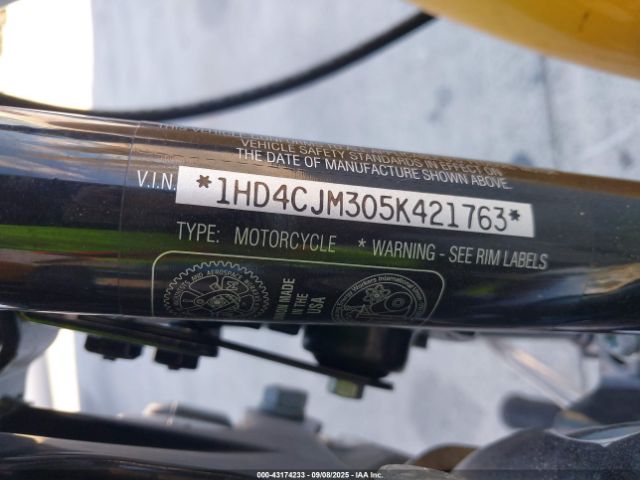 VEHICLE SAFETY STANDARDS IN EFFECT ON
THE DATE OF MANUFACTURE SHOWN ABOVE.
V.I.N. *1HD4CJM305K421763*
TYPE: MOTORCYCLE * WARNING - SEE RIM LABELS
MADE
IN THE
USA
000-43174233 - 09/08/2025 - IAA Inc.